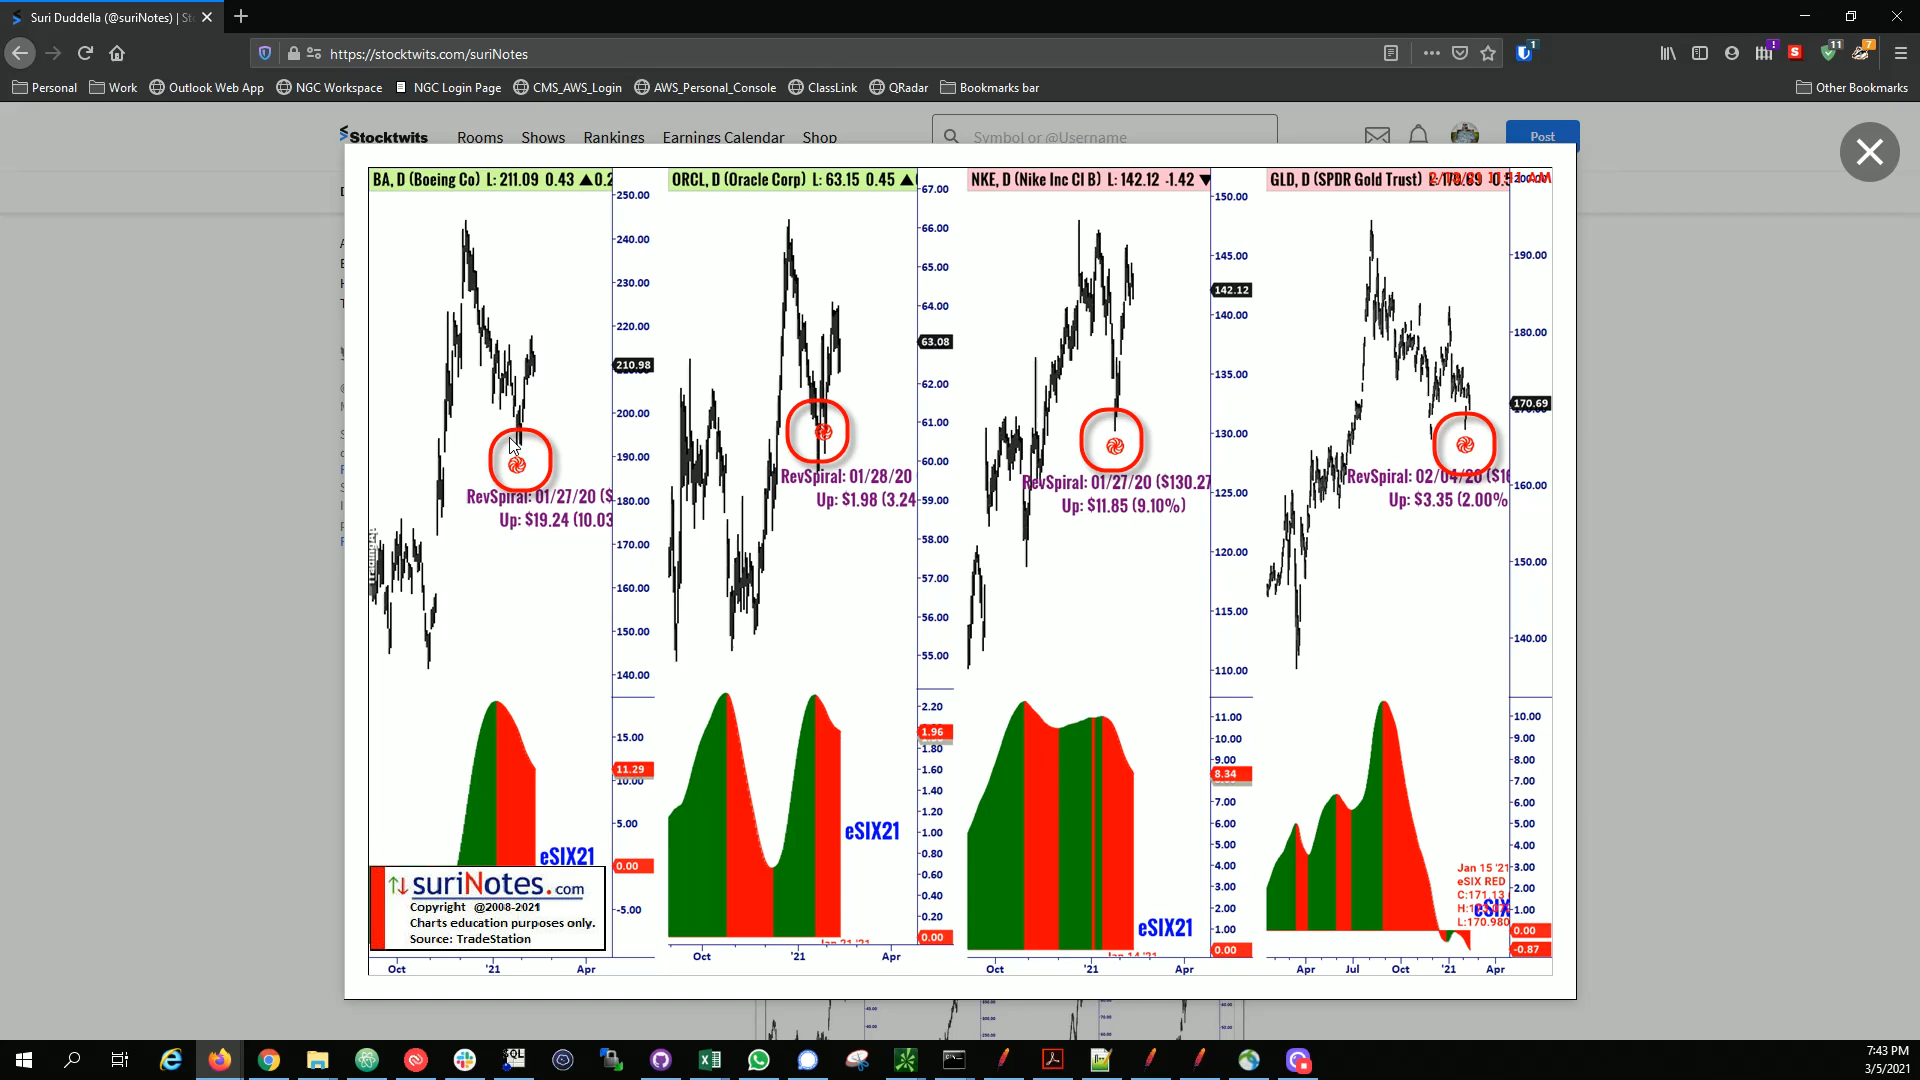 Suri Duddella (@suriNotes) | St
https://stocktwits.com/suriNotes
1
!
11
7
Personal Work Outlook Web App NGC Workspace NGC Login Page CMS_AWS_Login AWS_Personal_Console ClassLink QRadar Bookmarks bar Other Bookmarks
Stocktwits Rooms Shows Rankings Earnings Calendar Shop Symbol or @Username Post
BA, D (Boeing Co) L: 211.09 0.43 ▲0.2
250.00
240.00
230.00
220.00
210.98
200.00
190.00
180.00
170.00
160.00
150.00
140.00
RevSpiral: 01/27/20 ($
Up: $19.24 (10.03
15.00
11.29
10.00
5.00
0.00
-5.00
eSIX21
suriNotes.com
Copyright @2008-2021
Charts education purposes only.
Source: TradeStation
Oct '21 Apr
ORCL, D (Oracle Corp) L: 63.15 0.45 ▲
67.00
66.00
65.00
64.00
63.08
62.00
61.00
60.00
59.00
58.00
57.00
56.00
55.00
RevSpiral: 01/28/20
Up: $1.98 (3.24
2.20
1.96
1.80
1.60
1.40
1.20
1.00
0.80
0.60
0.40
0.20
0.00
eSIX21
Oct '21 Apr
NKE, D (Nike Inc Cl B) L: 142.12 -1.42 ▼
150.00
145.00
142.12
140.00
135.00
130.00
125.00
120.00
115.00
110.00
RevSpiral: 01/27/20 ($130.27
Up: $11.85 (9.10%)
11.00
10.00
9.00
8.34
7.00
6.00
5.00
4.00
3.00
2.00
1.00
0.00
eSIX21
Oct '21 Apr
GLD, D (SPDR Gold Trust)
190.00
180.00
170.69
160.00
150.00
140.00
RevSpiral: 02/04/20 ($16
Up: $3.35 (2.00%
10.00
9.00
8.00
7.00
6.00
5.00
4.00
3.00
2.00
1.00
0.00
-0.87
Jan 15 '21
eSIX RED
C:171.13
L:170.980
Apr Jul Oct '21 Apr
7:43 PM
3/5/2021